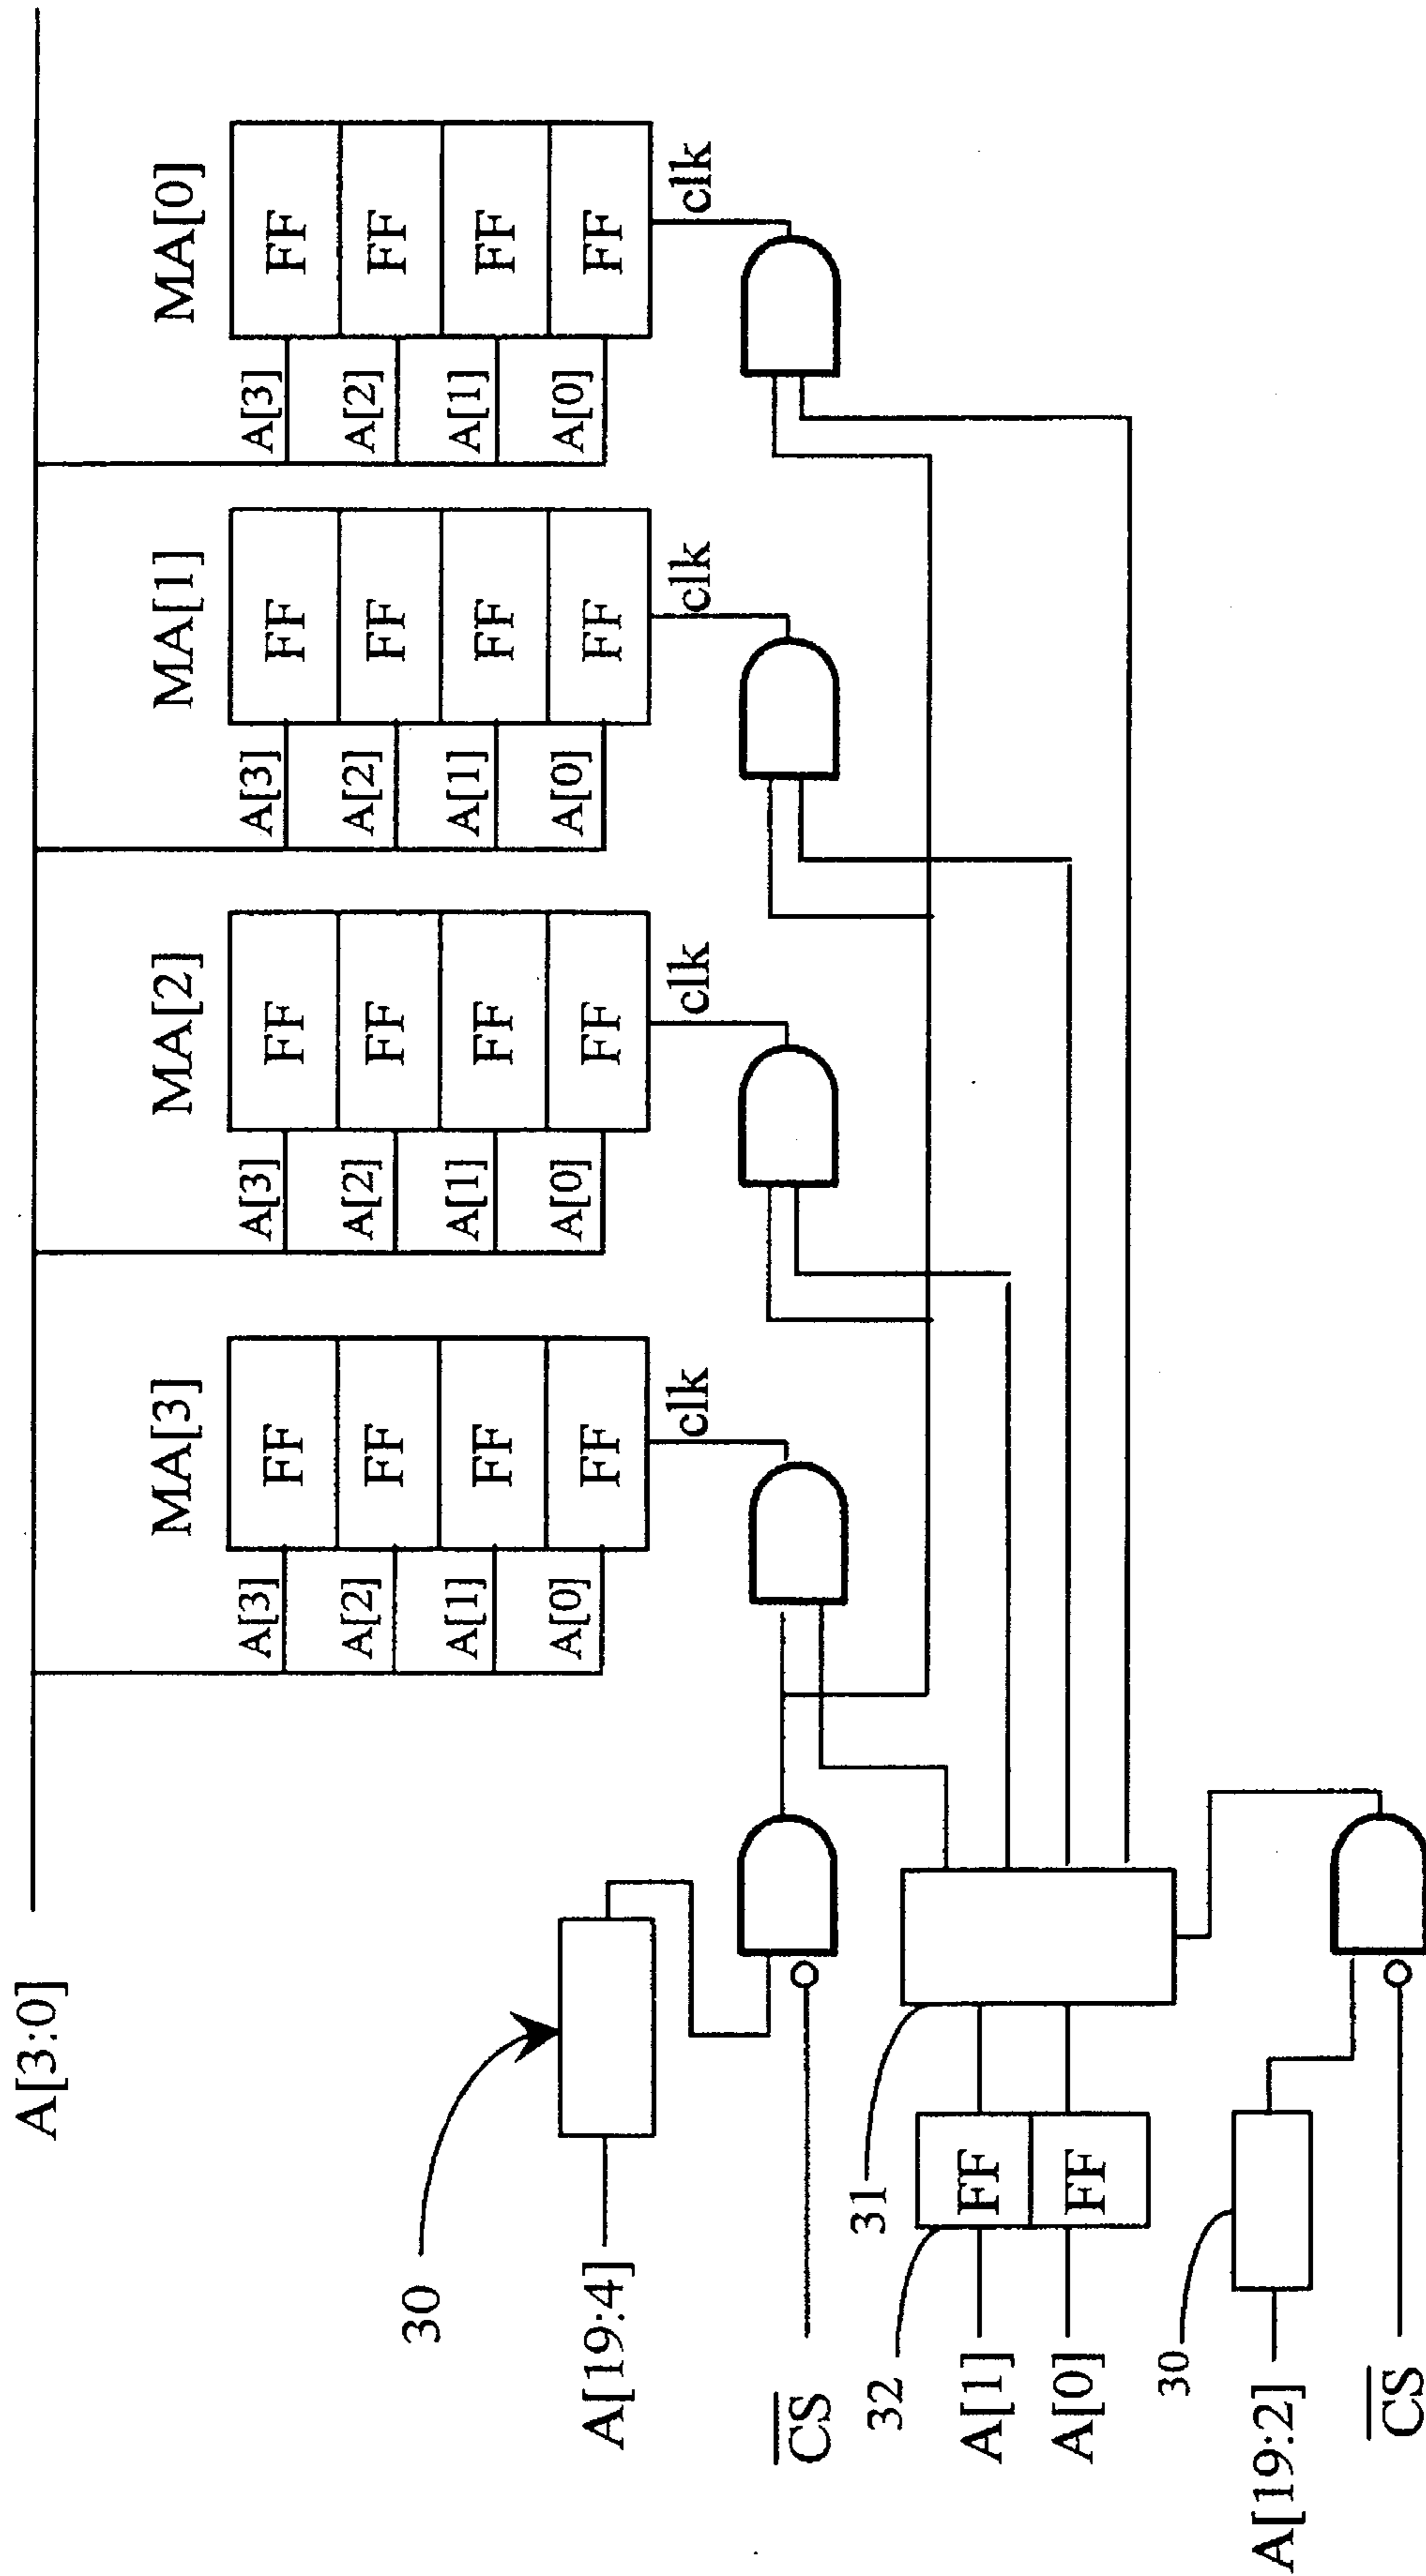 A[3:0]
MA[3]
MA[2]
MA[1]
MA[0]
A[3]
FF
A[3]
FF
A[3]
FF
A[3]
FF
A[2]
FF
A[2]
FF
A[2]
FF
A[2]
FF
A[1]
FF
A[1]
FF
A[1]
FF
A[1]
FF
A[0]
FF
A[0]
FF
A[0]
FF
A[0]
FF
clk
clk
clk
clk
30
A[19:4]
C̅S̅
31
32
A[1]
FF
A[0]
FF
30
A[19:2]
C̅S̅